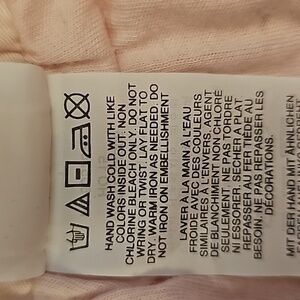 HAND WASH COLD WITH LIKE
COLORS INSIDE OUT. NON
CHLORINE BLEACH ONLY. DO NOT
WRING OUT. LAY FLAT TO
DRY. WARM IRON AS NEEDED. DO
NOT IRON ON EMBELLISHMENT
LAVER À LA MAIN À L'EAU
FROIDE AVEC DES COULEURS
SIMILAIRES À L'ENVERS. AGENT
DE BLANCHIMENT NON CHLORÉ
SEULEMENT. NE PAS TORDRE
ESSORER. SÉCHER À PLAT
REPASSER AU FER TIÈDE AU
BESOIN. NE PAS REPASSER LES
DÉCORATIONS.
MIT DER HAND MIT ÄHNLICHEN